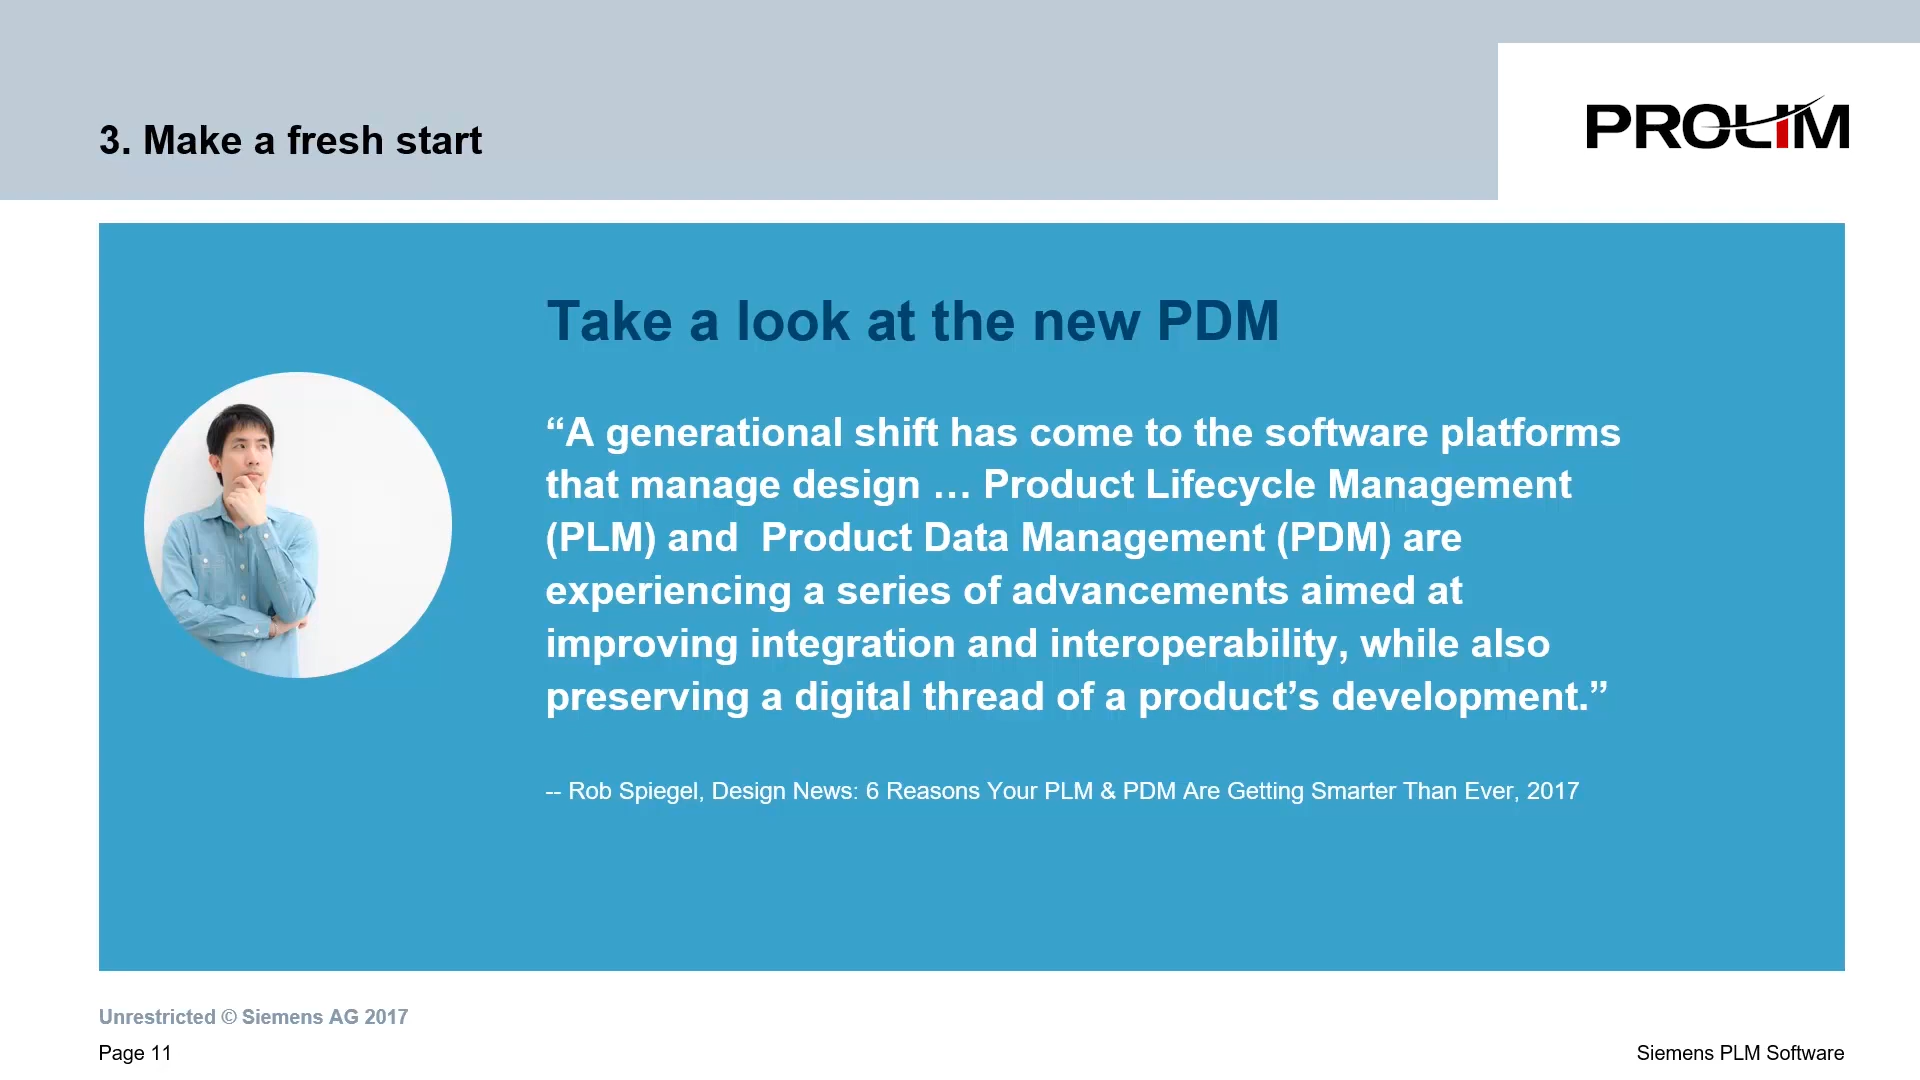 3. Make a fresh start
PROLIM
Take a look at the new PDM
“A generational shift has come to the software platforms
that manage design … Product Lifecycle Management
(PLM) and  Product Data Management (PDM) are
experiencing a series of advancements aimed at
improving integration and interoperability, while also
preserving a digital thread of a product’s development.”
-- Rob Spiegel, Design News: 6 Reasons Your PLM & PDM Are Getting Smarter Than Ever, 2017
Unrestricted © Siemens AG 2017
Page 11
Siemens PLM Software